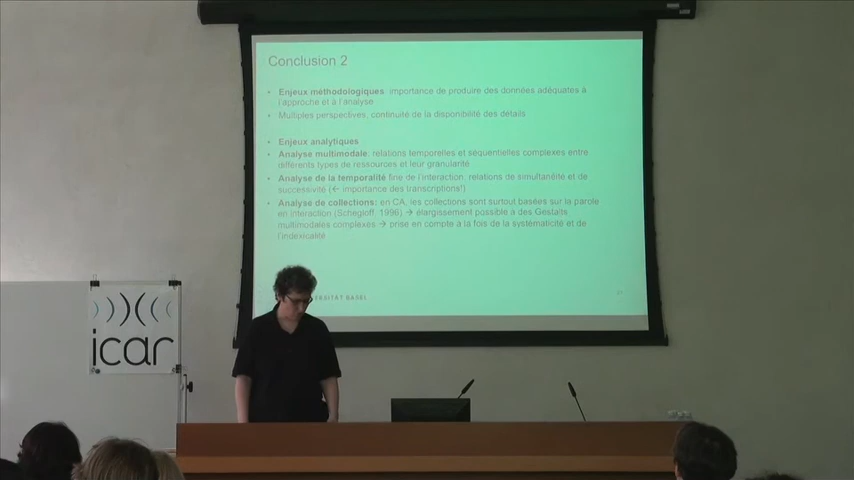 Conclusion 2
• Enjeux méthodologiques importance de produire des données adéquates à
l'approche et à l'analyse
• Multiples perspectives, continuité de la disponibilité des détails
• Enjeux analytiques
• Analyse multimodale: relations temporelles et séquentielles complexes entre
différents types de ressources et leur granularité
• Analyse de la temporalité fine de l'interaction, relations de simultanéité et de
successivité (← importance des transcriptions!)
• Analyse de collections: en CA, les collections sont surtout basées sur la parole
en interaction (Schegloff, 1996) → élargissement possible à des Gestalts
multimodales complexes → prise en compte à la fois de la systématicité et de
l'indexicalité
BASEL
icar